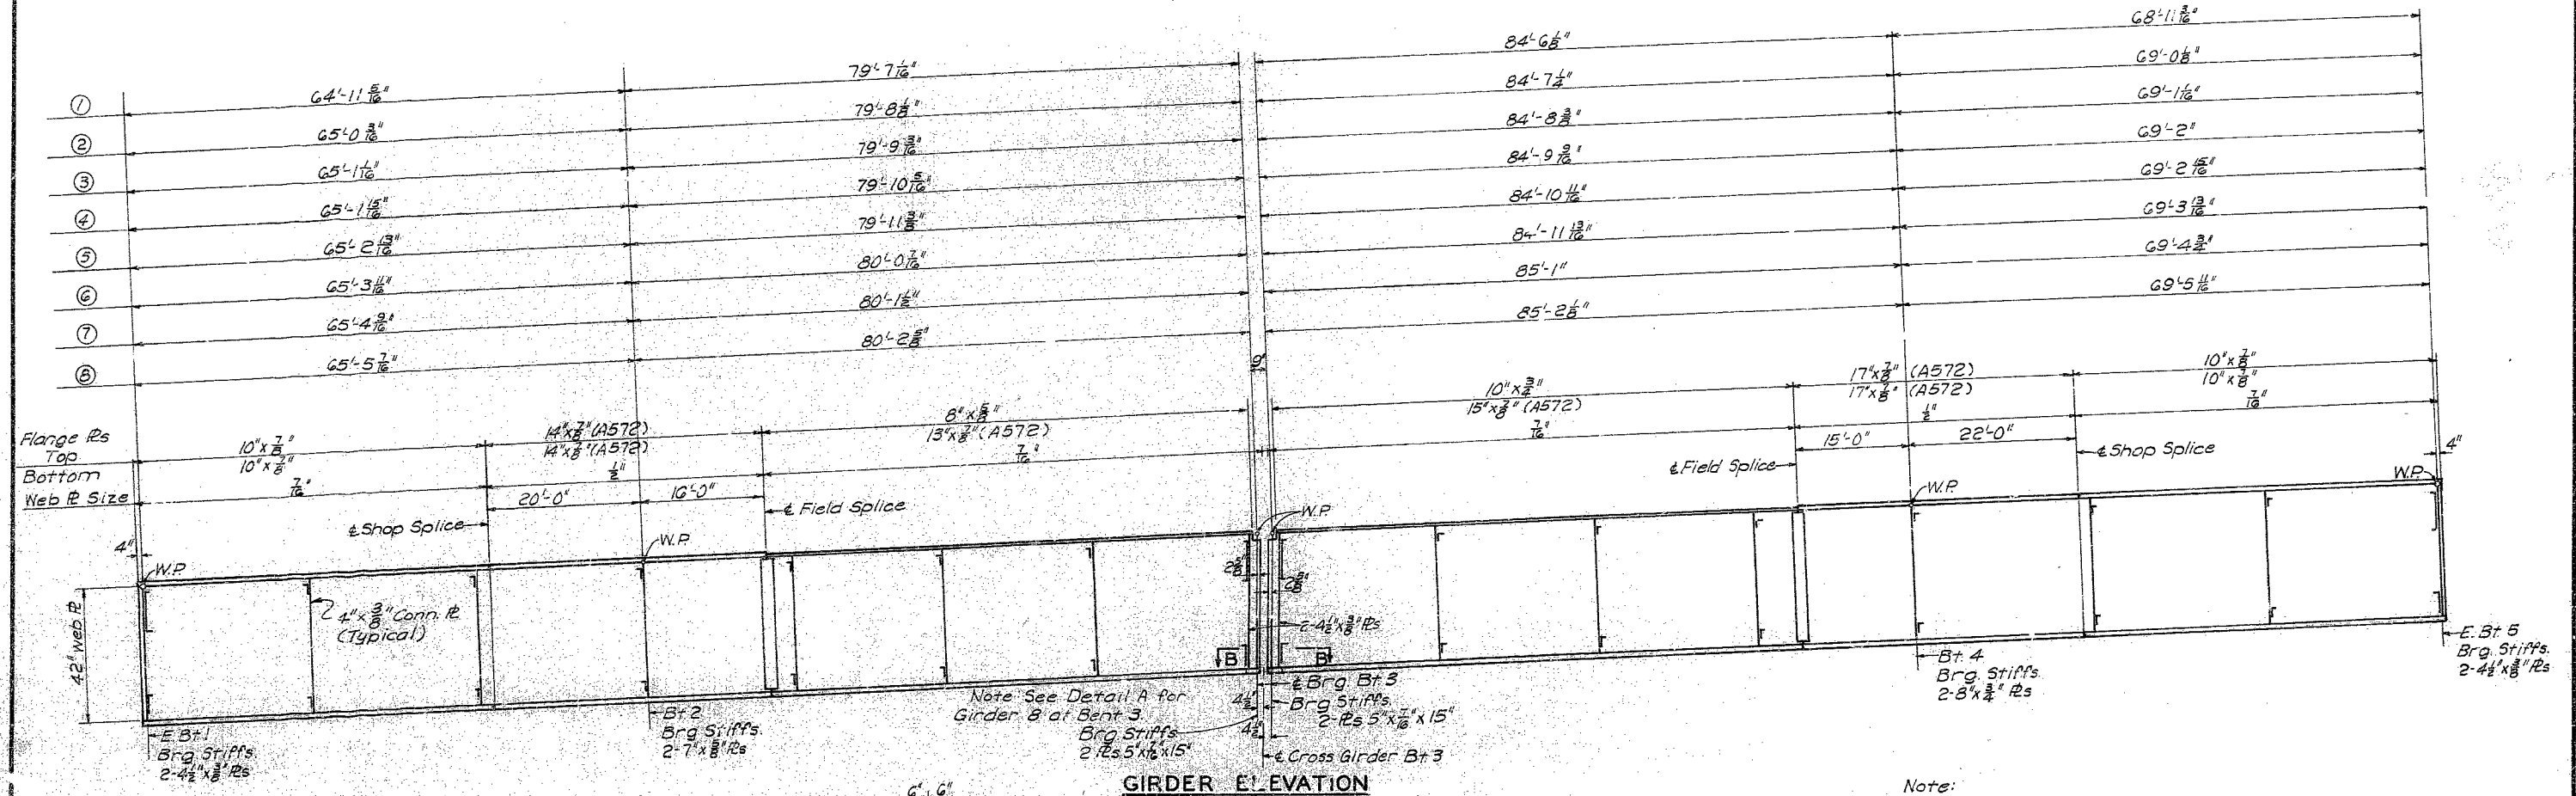 ① 64'-11 5/16" 79'-7 1/16" 84'-6 1/8" 68'-11 3/16"
② 65'-0 3/16" 79'-8 1/8" 84'-7 1/4" 69'-0 1/8"
③ 65'-1 1/16" 79'-9 3/16" 84'-8 3/8" 69'-1 1/16"
④ 65'-1 15/16" 79'-10 5/16" 84'-9 9/16" 69'-2"
⑤ 65'-2 13/16" 79'-11 3/8" 84'-10 11/16" 69'-2 15/16"
⑥ 65'-3 11/16" 80'-0 7/16" 84'-11 13/16" 69'-3 13/16"
⑦ 65'-4 9/16" 80'-1 1/2" 85'-1" 69'-4 3/4"
⑧ 65'-5 7/16" 80'-2 5/8" 85'-2 1/8" 69'-5 11/16"
9"
Flange ℞s
Top 10" x 7/8" 14" x 7/8" (A572) 8" x 5/8" 10" x 3/4" 17" x 7/8" (A572) 10" x 7/8"
Bottom 10" x 7/8" 14" x 7/8" (A572) 13" x 7/8" (A572) 15" x 7/8" (A572) 17" x 7/8" (A572) 10" x 7/8"
Web ℞ Size 7/16" 1/2" 7/16" 7/16" 1/2" 7/16"
20'-0" 16'-0" 15'-0" 22'-0"
℄ Shop Splice ℄ Field Splice ℄ Field Splice ℄ Shop Splice
4" W.P. W.P. W.P. W.P. W.P. 4"
42" Web ℞
4" x 3/8" Conn. ℞
(Typical)
2 5/8" 2 5/8"
2-4 1/2" x 3/8" ℞s
B B
E. Bt. 1
Brg. Stiffs.
2-4 1/2" x 3/8" ℞s
Bt. 2
Brg. Stiffs.
2-7" x 5/8" ℞s
Note See Detail A for
Girder 8 at Bent 3.
Brg. Stiffs.
2 ℞s 5" x 7/16" x 15"
4 1/2"
4 1/2"
℄ Brg. Bt. 3
Brg. Stiffs.
2-℞s 5" x 7/16" x 15"
℄ Cross Girder Bt. 3
Bt. 4
Brg. Stiffs.
2-8" x 3/4" ℞s
E. Bt. 5
Brg. Stiffs.
2-4 1/2" x 3/8" ℞s
GIRDER ELEVATION
6" 6"
Note: